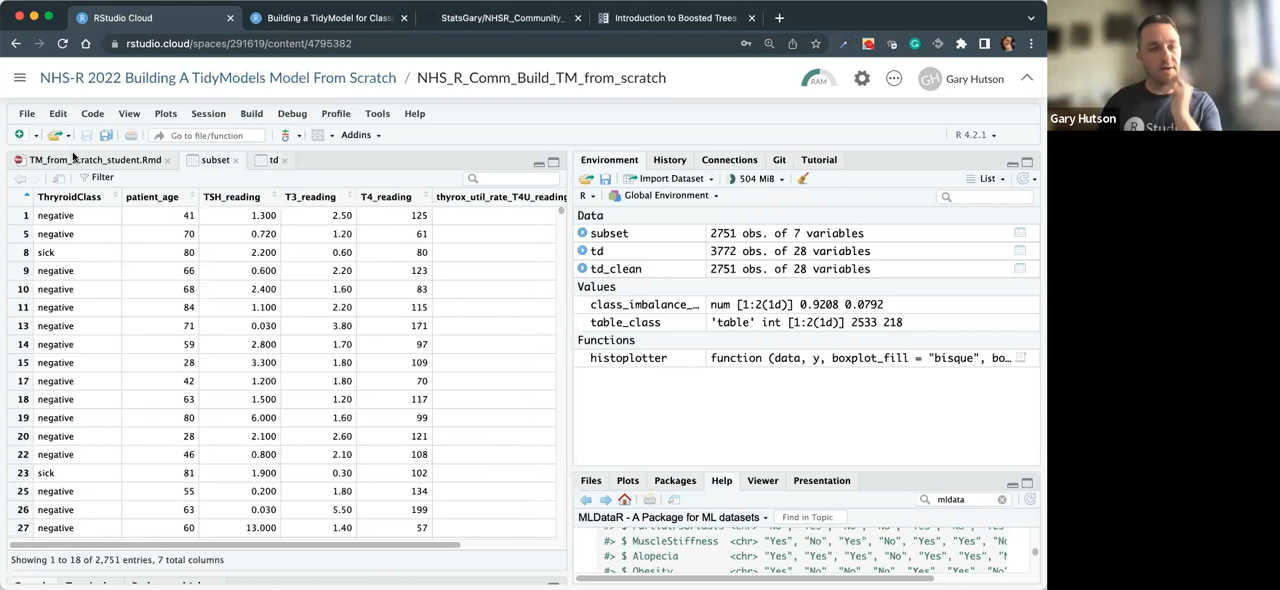 RStudio Cloud
Building a TidyModel for Class
StatsGary/NHSR_Community_
Introduction to Boosted Trees
rstudio.cloud/spaces/291619/content/4795382
NHS-R 2022 Building A TidyModels Model From Scratch / NHS_R_Comm_Build_TM_from_scratch
RAM
GH Gary Hutson
File Edit Code View Plots Session Build Debug Profile Tools Help
Go to file/function
Addins
R 4.2.1
TM_from_scratch_student.Rmd
subset
td
Filter
ThryroidClass patient_age TSH_reading T3_reading T4_reading thyrox_util_rate_T4U_reading
1 negative 41 1.300 2.50 125
5 negative 70 0.720 1.20 61
8 sick 80 2.200 0.60 80
9 negative 66 0.600 2.20 123
10 negative 68 2.400 1.60 83
11 negative 84 1.100 2.20 115
13 negative 71 0.030 3.80 171
14 negative 59 2.800 1.70 97
15 negative 28 3.300 1.80 109
17 negative 42 1.200 1.80 70
18 negative 63 1.500 1.20 117
19 negative 80 6.000 1.60 99
20 negative 28 2.100 2.60 121
22 negative 46 0.800 2.10 108
23 sick 81 1.900 0.30 102
25 negative 55 0.200 1.80 134
26 negative 63 0.030 5.50 199
27 negative 60 13.000 1.40 57
Showing 1 to 18 of 2,751 entries, 7 total columns
Environment History Connections Git Tutorial
Import Dataset
504 MiB
List
R
Global Environment
Data
subset 2751 obs. of 7 variables
td 3772 obs. of 28 variables
td_clean 2751 obs. of 28 variables
Values
class_imbalance_… num [1:2(1d)] 0.9208 0.0792
table_class 'table' int [1:2(1d)] 2533 218
Functions
histoplotter function (data, y, boxplot_fill = "bisque", bo…
Files Plots Packages Help Viewer Presentation
mldata
MLDataR - A Package for ML datasets
Find in Topic
#> $ MuscleStiffness <chr> "Yes", "No", "Yes", "Yes", "Yes", "No
#> $ Alopecia <chr> "Yes", "Yes", "Yes", "No", "Yes", "Ye
#> $ Obesity
Gary Hutson